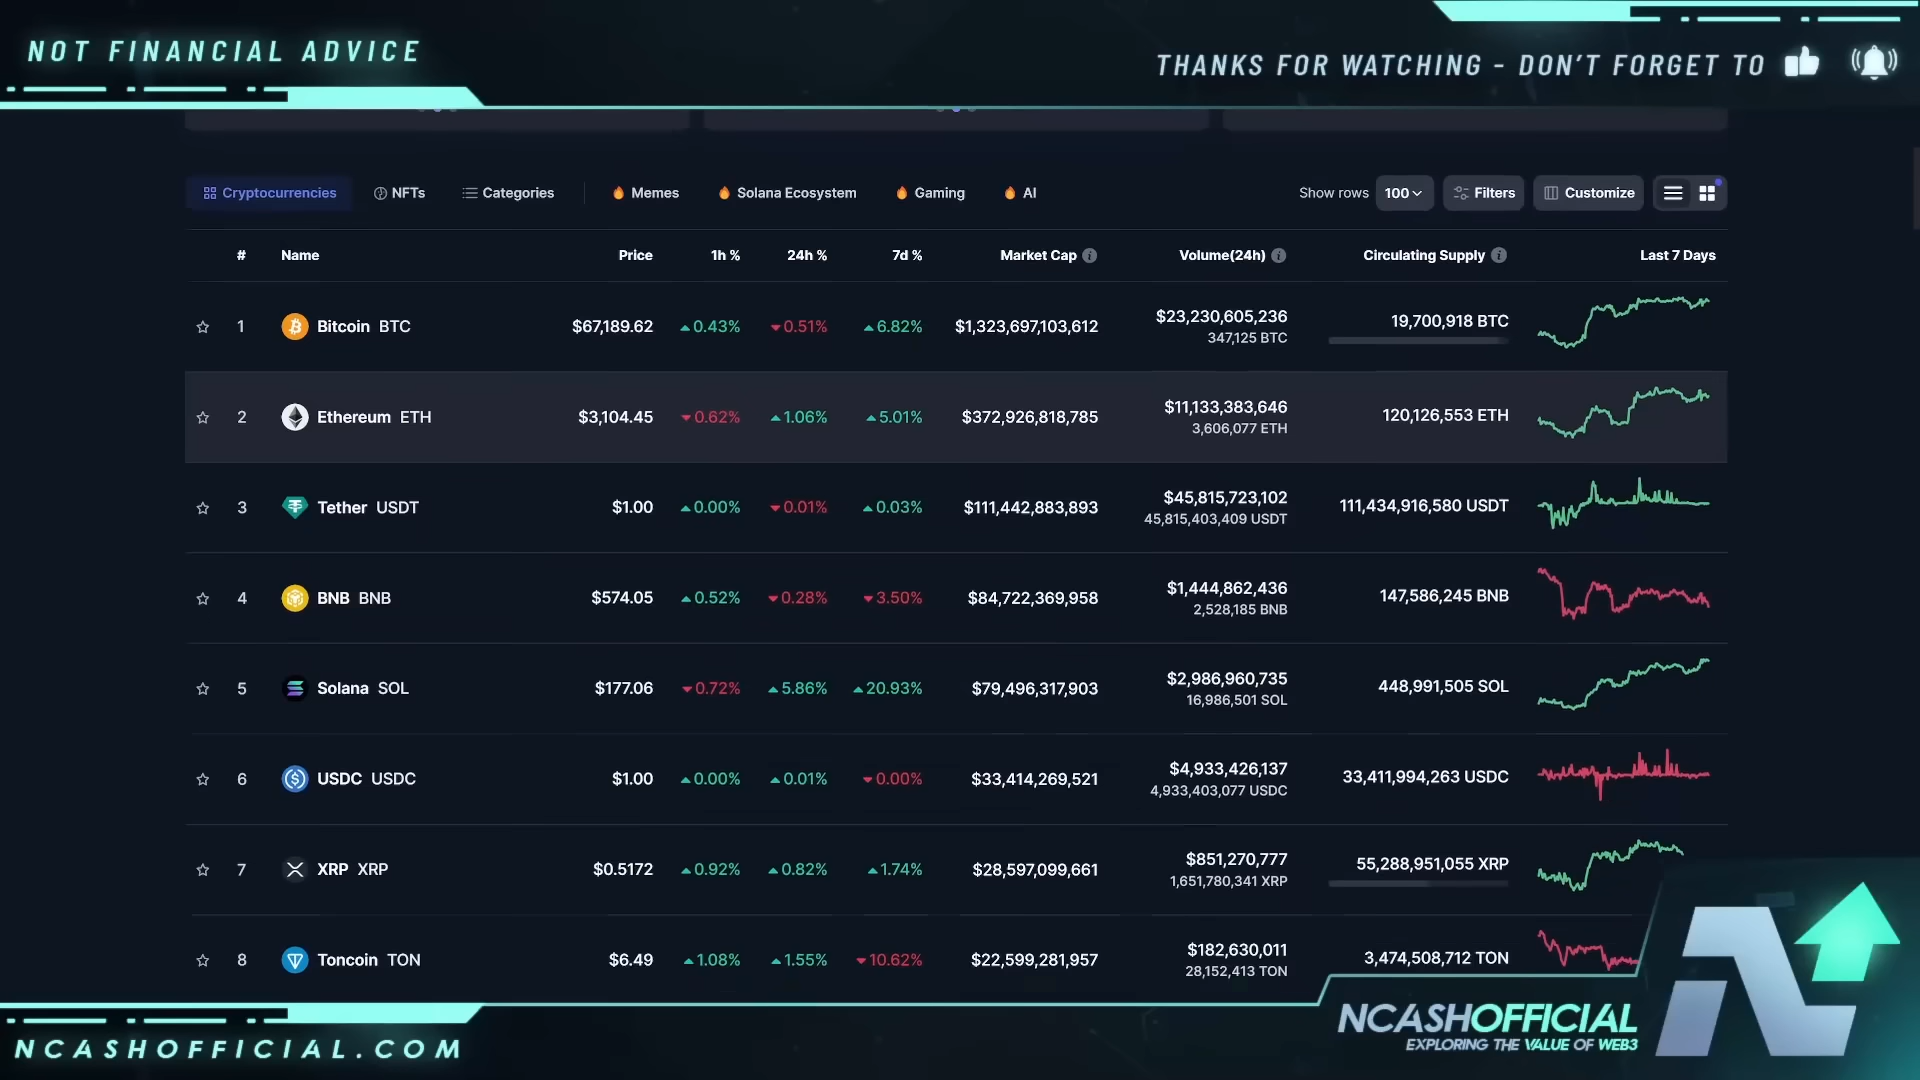 NOT FINANCIAL ADVICE
THANKS FOR WATCHING - DON'T FORGET TO
Cryptocurrencies NFTs Categories Memes Solana Ecosystem Gaming AI Show rows 100 Filters Customize
# Name Price 1h % 24h % 7d % Market Cap Volume(24h) Circulating Supply Last 7 Days
1 Bitcoin BTC $67,189.62 0.43% 0.51% 6.82% $1,323,697,103,612 $23,230,605,236 19,700,918 BTC
347,125 BTC
2 Ethereum ETH $3,104.45 0.62% 1.06% 5.01% $372,926,818,785 $11,133,383,646 120,126,553 ETH
3,606,077 ETH
3 Tether USDT $1.00 0.00% 0.01% 0.03% $111,442,883,893 $45,815,723,102 111,434,916,580 USDT
45,815,403,409 USDT
4 BNB BNB $574.05 0.52% 0.28% 3.50% $84,722,369,958 $1,444,862,436 147,586,245 BNB
2,528,185 BNB
5 Solana SOL $177.06 0.72% 5.86% 20.93% $79,496,317,903 $2,986,960,735 448,991,505 SOL
16,986,501 SOL
6 USDC USDC $1.00 0.00% 0.01% 0.00% $33,414,269,521 $4,933,426,137 33,411,994,263 USDC
4,933,403,077 USDC
7 XRP XRP $0.5172 0.92% 0.82% 1.74% $28,597,099,661 $851,270,777 55,288,951,055 XRP
1,651,780,341 XRP
8 Toncoin TON $6.49 1.08% 1.55% 10.62% $22,599,281,957 $182,630,011 3,474,508,712 TON
28,152,413 TON
NCASHOFFICIAL.COM
NCASHOFFICIAL
EXPLORING THE VALUE OF WEB3